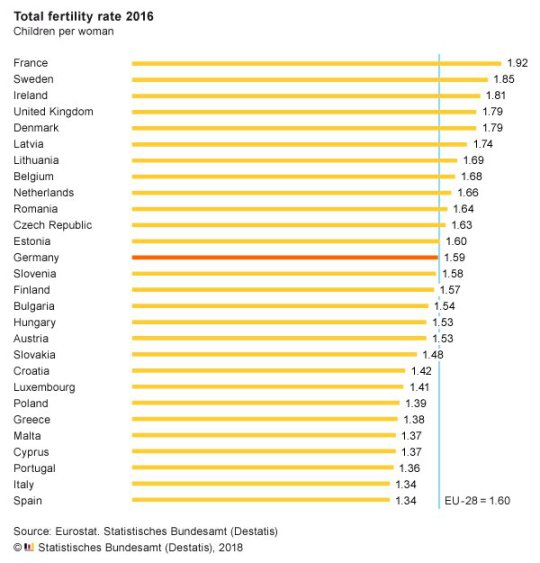 Total fertility rate 2016
Children per woman
France 1.92
Sweden 1.85
Ireland 1.81
United Kingdom 1.79
Denmark 1.79
Latvia 1.74
Lithuania 1.69
Belgium 1.68
Netherlands 1.66
Romania 1.64
Czech Republic 1.63
Estonia 1.60
Germany 1.59
Slovenia 1.58
Finland 1.57
Bulgaria 1.54
Hungary 1.53
Austria 1.53
Slovakia 1.48
Croatia 1.42
Luxembourg 1.41
Poland 1.39
Greece 1.38
Malta 1.37
Cyprus 1.37
Portugal 1.36
Italy 1.34
Spain 1.34 EU-28 = 1.60
Source: Eurostat. Statistisches Bundesamt (Destatis)
© Statistisches Bundesamt (Destatis), 2018